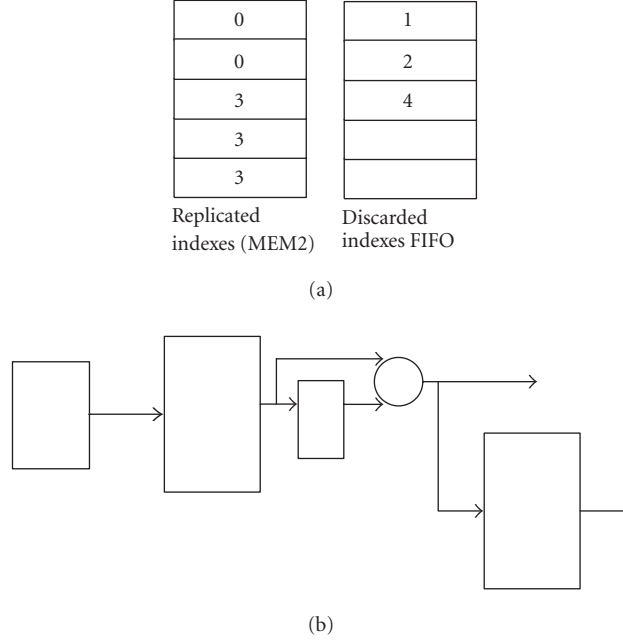 0
0
3
3
3
1
2
4
Replicated
indexes (MEM2)
Discarded
indexes FIFO
(a)
(b)